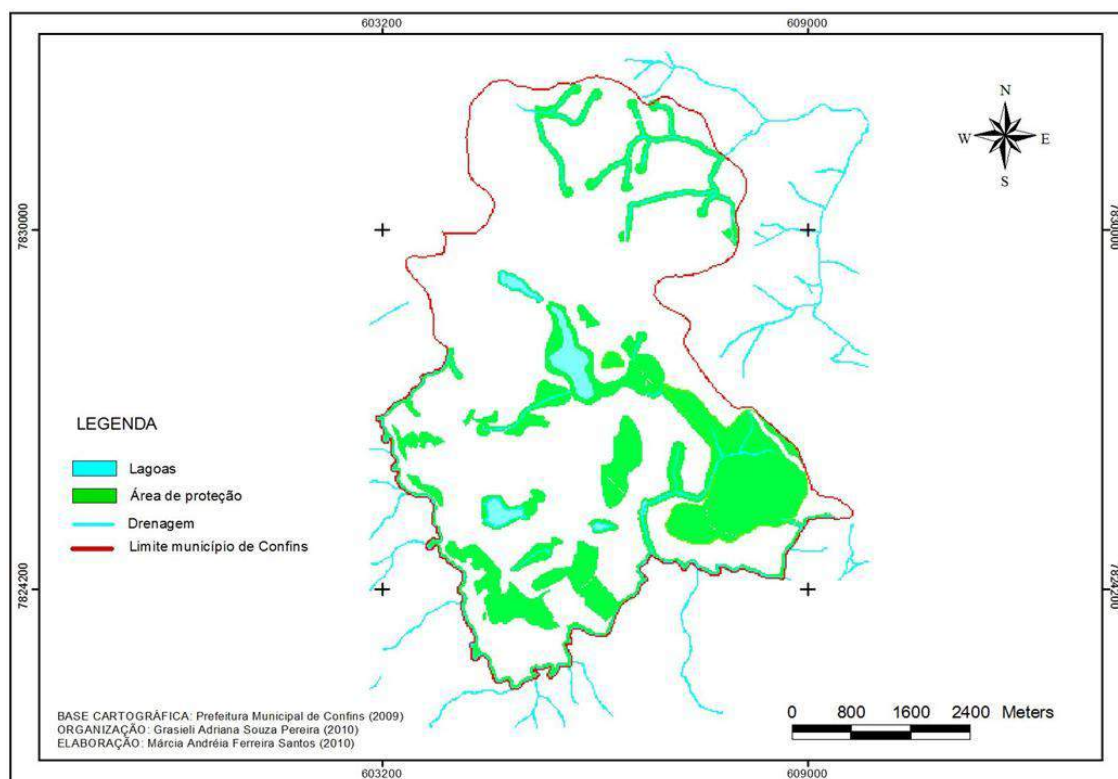 603200
609000
N
W
E
S
7830000
7830000
LEGENDA
Lagoas
Área de proteção
Drenagem
Limite município de Confins
7824200
7824200
BASE CARTOGRÁFICA: Prefeitura Municipal de Confins (2009)
ORGANIZAÇÃO: Grasieli Adriana Souza Pereira (2010)
ELABORAÇÃO: Márcia Andréia Ferreira Santos (2010)
0 800 1600 2400 Meters
603200
609000